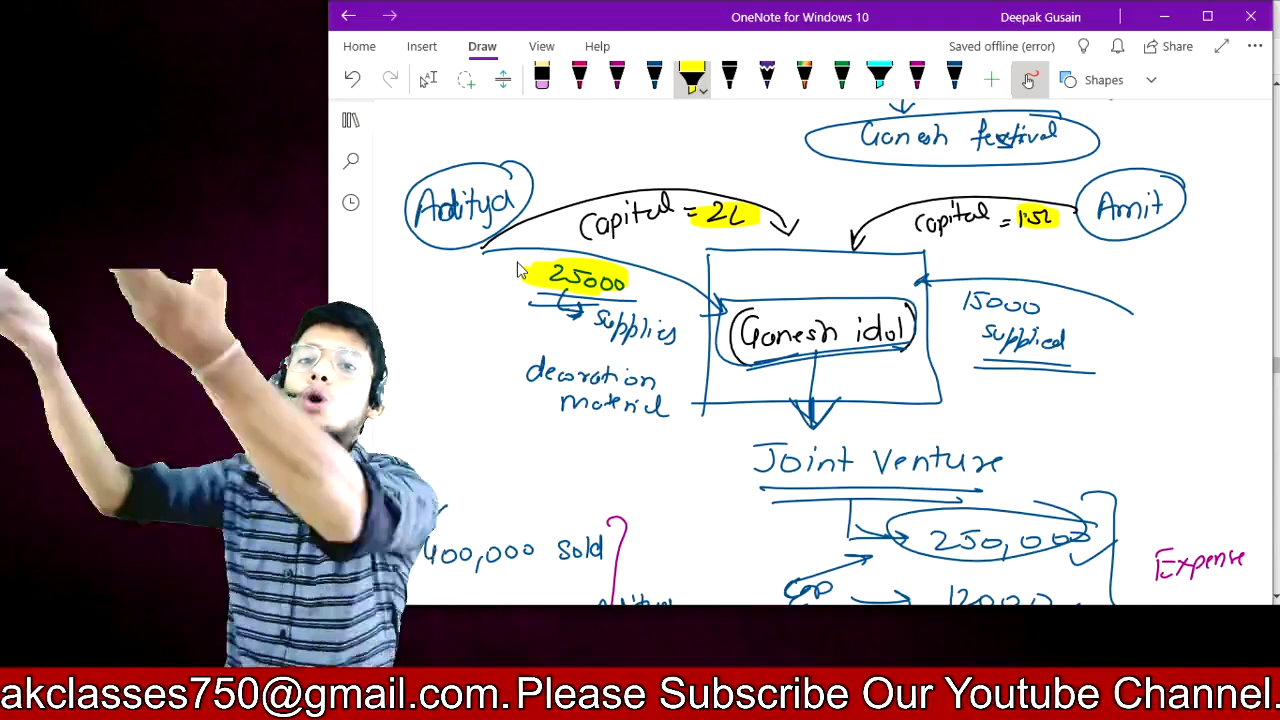 OneNote for Windows 10
Deepak Gusain
Home
Insert
Draw
View
Help
Saved offline (error)
Share
Shapes
Ganesh festival
Aditya
Capital = 2L
Capital = 1.5L
Amit
25000
supplies
decoration
material
(Ganesh idol)
15000
supplied
Joint Venture
250,000
400,000 sold
Expense
Cop
12000
akclasses750@gmail.com. Please Subscribe Our Youtube Channel.